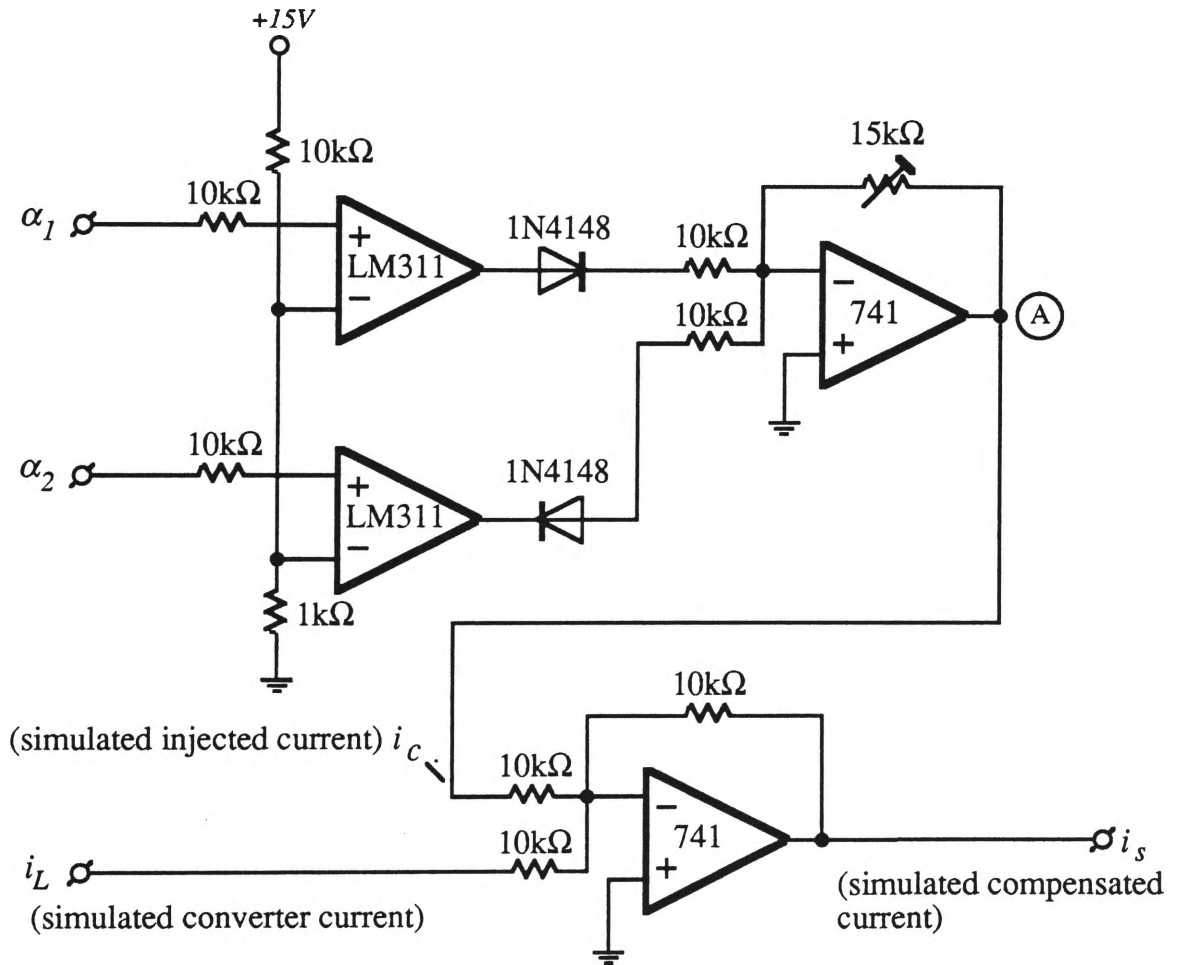 +15V
10kΩ
15kΩ
α1
10kΩ
+
LM311
−
1N4148
10kΩ
10kΩ
−
741
+
A
α2
10kΩ
+
LM311
−
1N4148
1kΩ
10kΩ
(simulated injected current) ic
10kΩ
10kΩ
−
741
+
iL
(simulated converter current)
is
(simulated compensated
current)